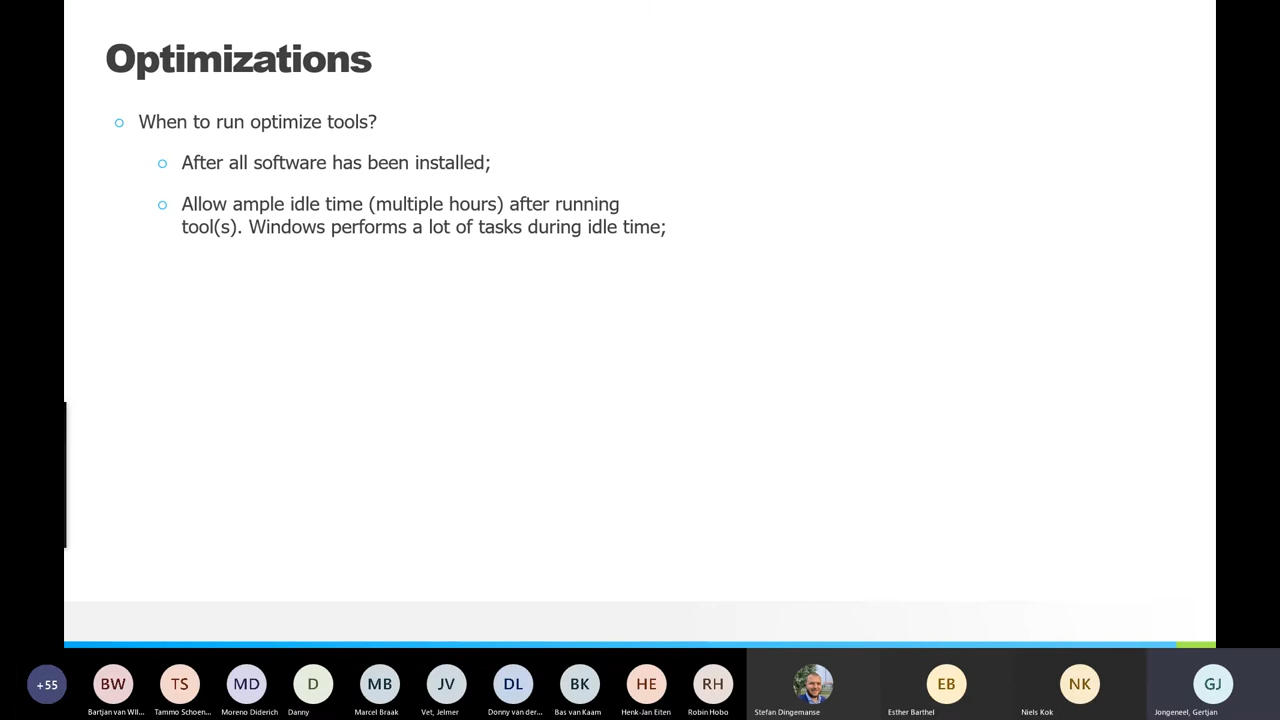 Optimizations
When to run optimize tools?
After all software has been installed;
Allow ample idle time (multiple hours) after running
tool(s). Windows performs a lot of tasks during idle time;
+55
BW
TS
MD
D
MB
JV
DL
BK
HE
RH
EB
NK
GJ
Bartjan van Wll...
Tammo Schoen...
Moreno Diderich
Danny
Marcel Braak
Vet, Jelmer
Donny van der...
Bas van Kaam
Henk-Jan Eiten
Robin Hobo
Stefan Dingemanse
Esther Barthel
Niels Kok
Jongeneel, Gertjan